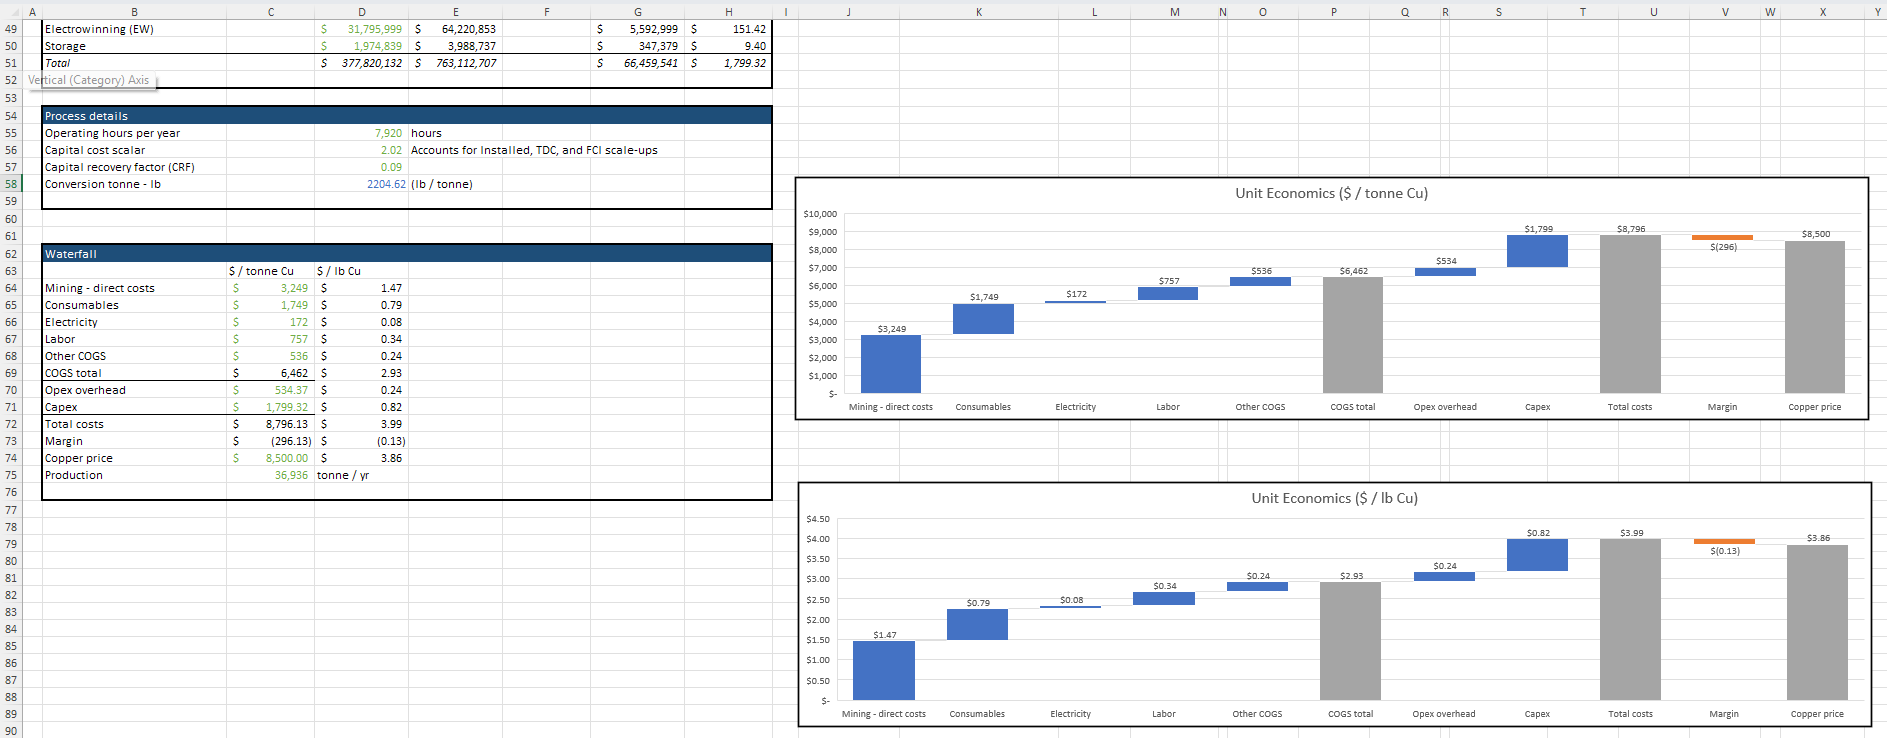 A B C D E F G H I J K L M N O P Q R S T U V W X Y
49 Electrowinning (EW) $ 31,795,999 $ 64,220,853 $ 5,592,999 $ 151.42
50 Storage $ 1,974,839 $ 3,988,737 $ 347,379 $ 9.40
51 Total $ 377,820,132 $ 763,112,707 $ 66,459,541 $ 1,799.32
52 Vertical (Category) Axis
53
54 Process details
55 Operating hours per year 7,920 hours
56 Capital cost scalar 2.02 Accounts for Installed, TDC, and FCI scale-ups
57 Capital recovery factor (CRF) 0.09
58 Conversion tonne - lb 2204.62 (lb / tonne)
59
60
61
62 Waterfall
63 $ / tonne Cu $ / lb Cu
64 Mining - direct costs $ 3,249 $ 1.47
65 Consumables $ 1,749 $ 0.79
66 Electricity $ 172 $ 0.08
67 Labor $ 757 $ 0.34
68 Other COGS $ 536 $ 0.24
69 COGS total $ 6,462 $ 2.93
70 Opex overhead $ 534.37 $ 0.24
71 Capex $ 1,799.32 $ 0.82
72 Total costs $ 8,796.13 $ 3.99
73 Margin $ (296.13) $ (0.13)
74 Copper price $ 8,500.00 $ 3.86
75 Production 36,936 tonne / yr
76
77
78
79
80
81
82
83
84
85
86
87
88
89
90
Unit Economics ($ / tonne Cu)
$10,000
$9,000
$8,000
$7,000
$6,000
$5,000
$4,000
$3,000
$2,000
$1,000
$-
$3,249
$1,749
$172
$757
$536
$6,462
$534
$1,799
$8,796
$(296)
$8,500
Mining - direct costs Consumables Electricity Labor Other COGS COGS total Opex overhead Capex Total costs Margin Copper price
Unit Economics ($ / lb Cu)
$4.50
$4.00
$3.50
$3.00
$2.50
$2.00
$1.50
$1.00
$0.50
$-
$1.47
$0.79
$0.08
$0.34
$0.24
$2.93
$0.24
$0.82
$3.99
$(0.13)
$3.86
Mining - direct costs Consumables Electricity Labor Other COGS COGS total Opex overhead Capex Total costs Margin Copper price